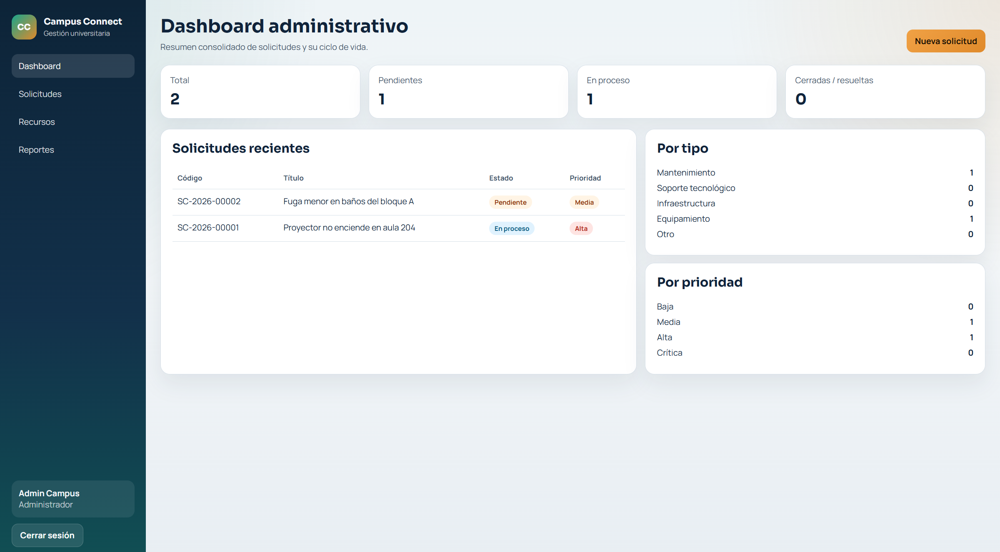 CC
Campus Connect
Gestión universitaria
Dashboard
Solicitudes
Recursos
Reportes
Admin Campus
Administrador
Cerrar sesión
Dashboard administrativo
Resumen consolidado de solicitudes y su ciclo de vida.
Nueva solicitud
Total
2
Pendientes
1
En proceso
1
Cerradas / resueltas
0
Solicitudes recientes
Código Título Estado Prioridad
SC-2026-00002 Fuga menor en baños del bloque A Pendiente Media
SC-2026-00001 Proyector no enciende en aula 204 En proceso Alta
Por tipo
Mantenimiento 1
Soporte tecnológico 0
Infraestructura 0
Equipamiento 1
Otro 0
Por prioridad
Baja 0
Media 1
Alta 1
Crítica 0